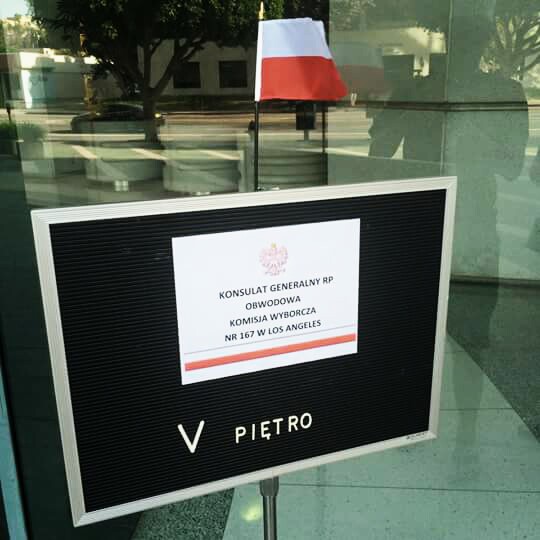 KONSULAT GENERALNY RP
OBWODOWA
KOMISJA WYBORCZA
NR 167 W LOS ANGELES
V PIĘTRO